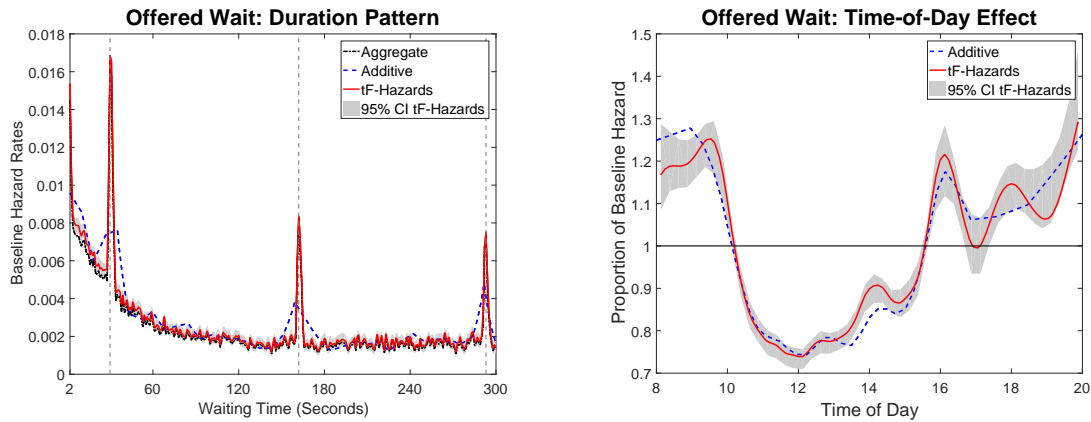 Offered Wait: Duration Pattern
0.018
0.016
0.014
0.012
0.01
0.008
0.006
0.004
0.002
0
Baseline Hazard Rates
Aggregate
Additive
tF-Hazards
95% CI tF-Hazards
2 60 120 180 240 300
Waiting Time (Seconds)
Offered Wait: Time-of-Day Effect
1.5
1.4
1.3
1.2
1.1
1
0.9
0.8
0.7
Proportion of Baseline Hazard
Additive
tF-Hazards
95% CI tF-Hazards
8 10 12 14 16 18 20
Time of Day